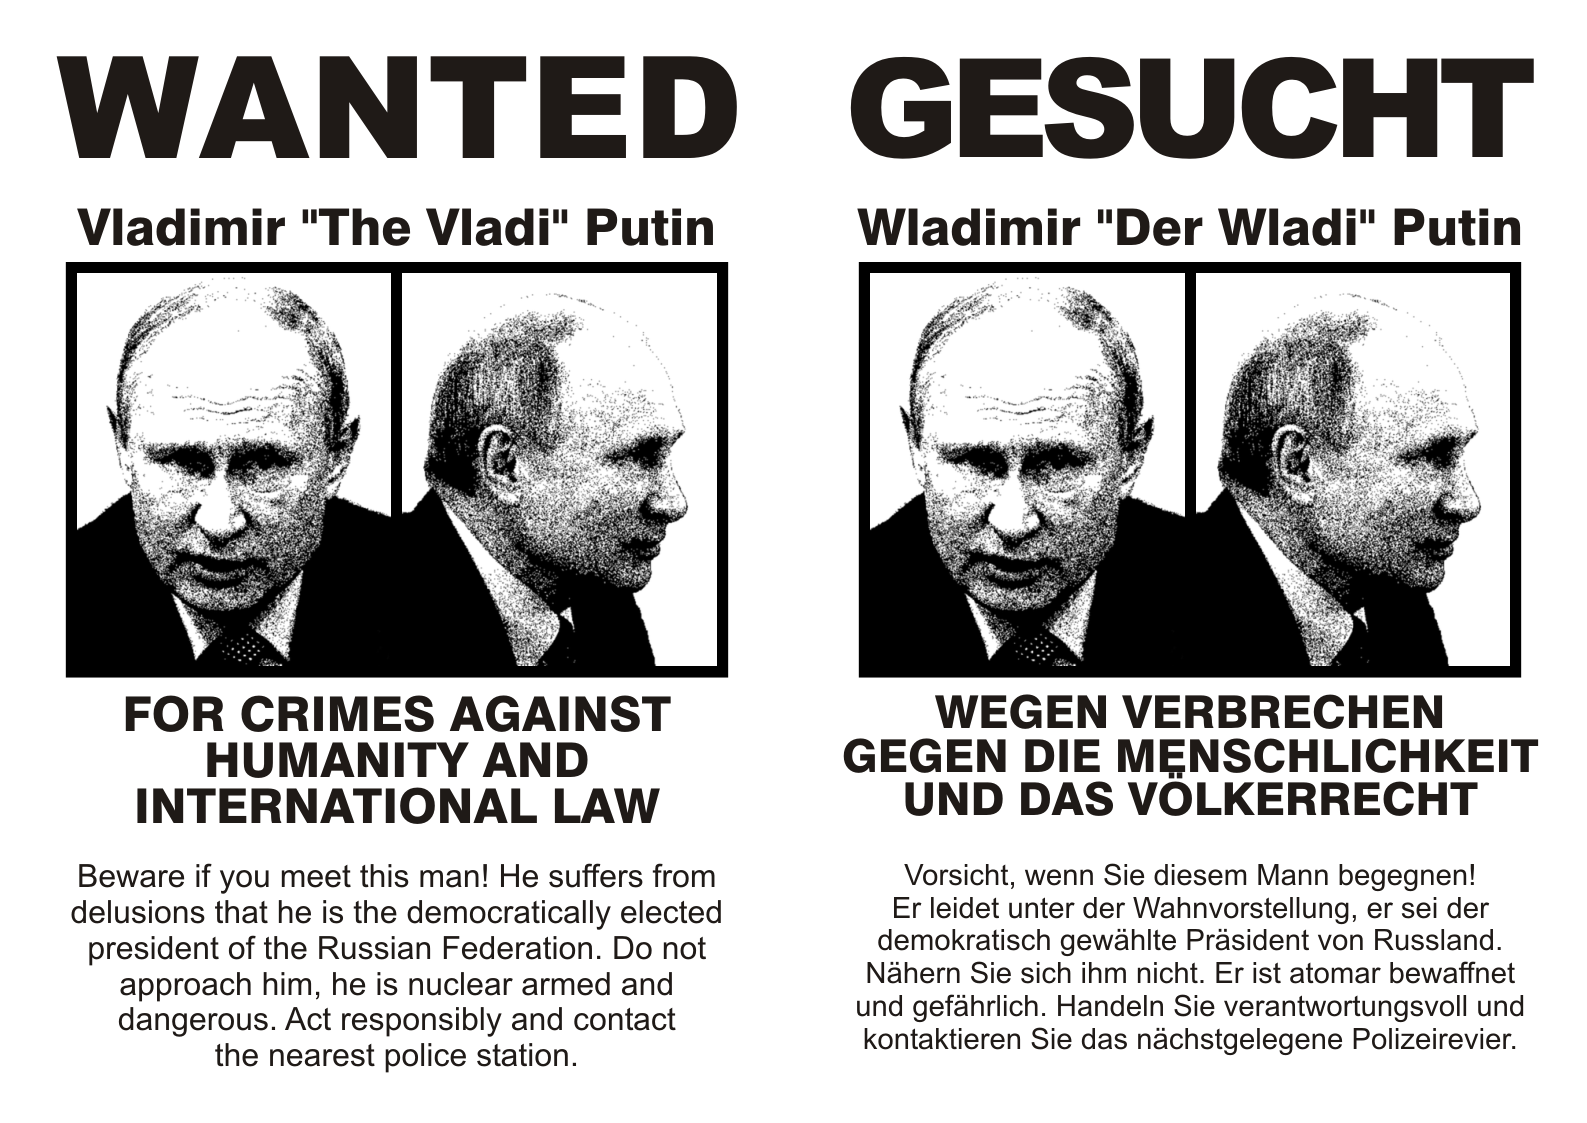 WANTED
Vladimir "The Vladi" Putin
FOR CRIMES AGAINST
HUMANITY AND
INTERNATIONAL LAW
Beware if you meet this man! He suffers from
delusions that he is the democratically elected
president of the Russian Federation. Do not
approach him, he is nuclear armed and
dangerous. Act responsibly and contact
the nearest police station.
GESUCHT
Wladimir "Der Wladi" Putin
WEGEN VERBRECHEN
GEGEN DIE MENSCHLICHKEIT
UND DAS VÖLKERRECHT
Vorsicht, wenn Sie diesem Mann begegnen!
Er leidet unter der Wahnvorstellung, er sei der
demokratisch gewählte Präsident von Russland.
Nähern Sie sich ihm nicht. Er ist atomar bewaffnet
und gefährlich. Handeln Sie verantwortungsvoll und
kontaktieren Sie das nächstgelegene Polizeirevier.